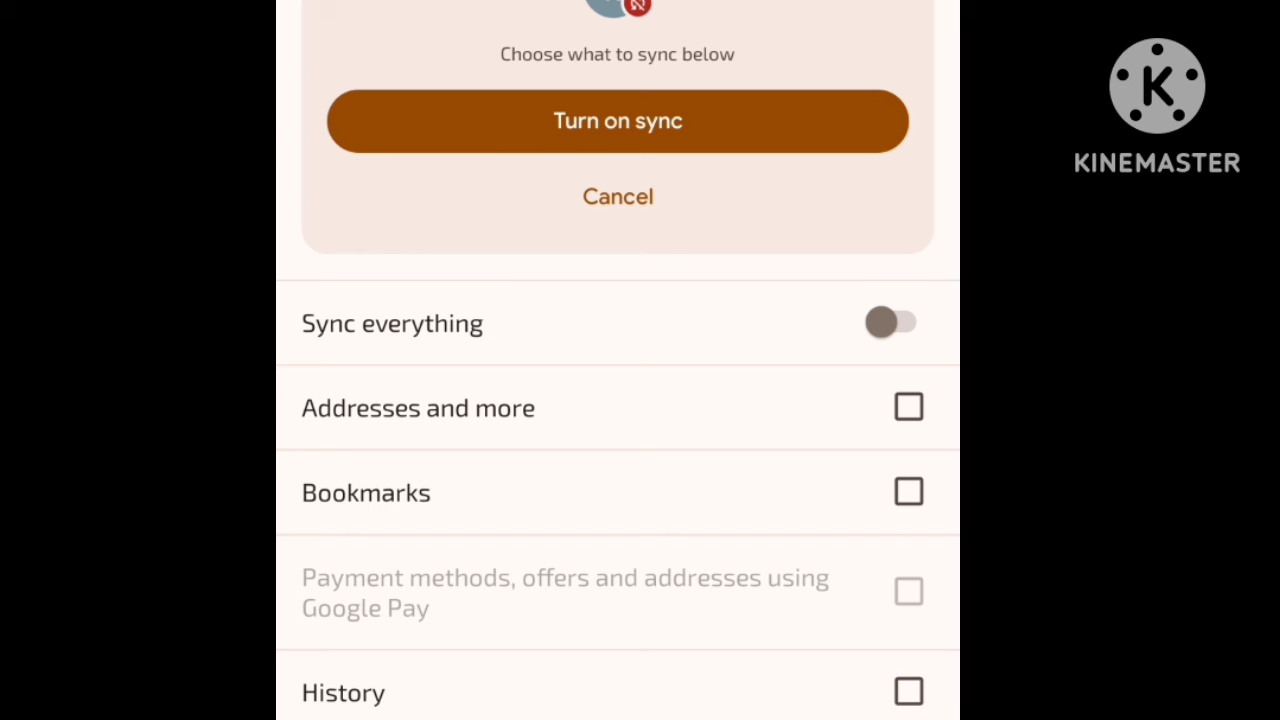 Choose what to sync below
Turn on sync
Cancel
Sync everything
Addresses and more
Bookmarks
Payment methods, offers and addresses using
Google Pay
History
K
KINEMASTER